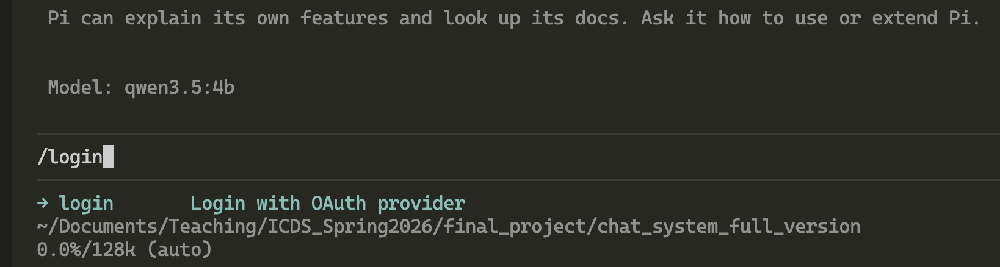 Pi can explain its own features and look up its docs. Ask it how to use or extend Pi.
Model: qwen3.5:4b
/login
→ login Login with OAuth provider
~/Documents/Teaching/ICDS_Spring2026/final_project/chat_system_full_version
0.0%/128k (auto)